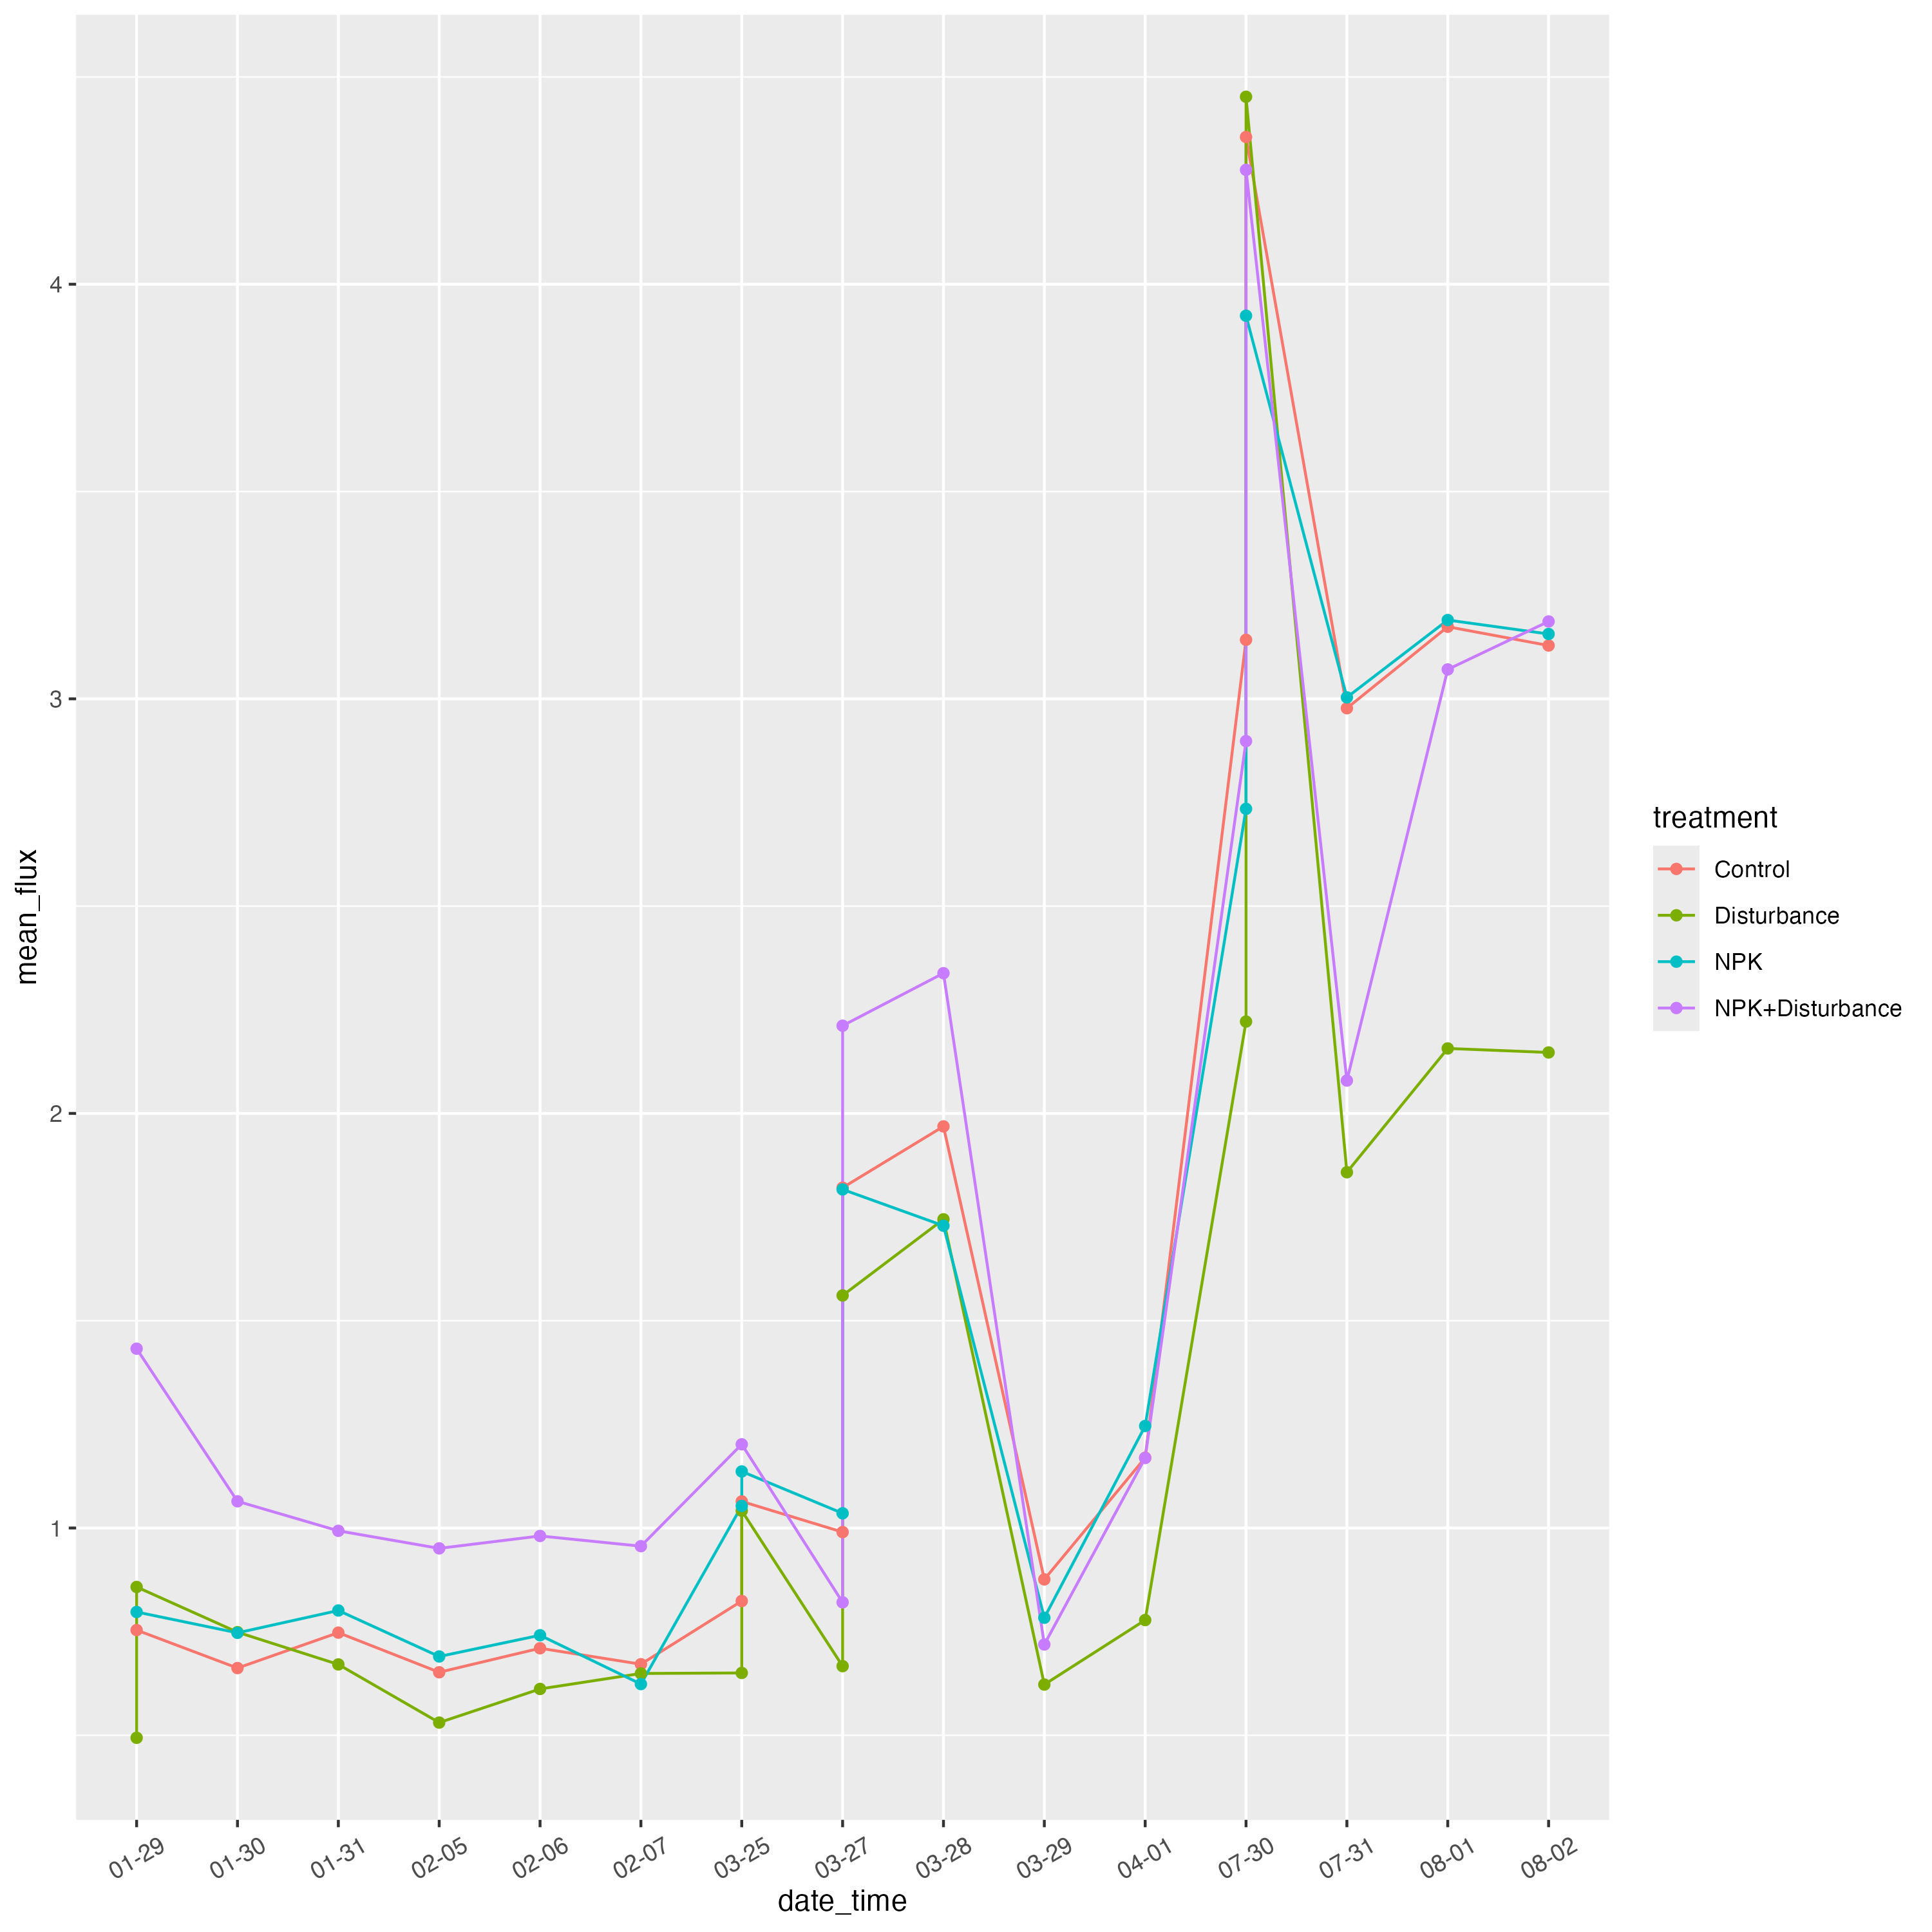 4
3
2
1
mean_flux
01-29 01-30 01-31 02-05 02-06 02-07 03-25 03-27 03-28 03-29 04-01 07-30 07-31 08-01 08-02
date_time
treatment
Control
Disturbance
NPK
NPK+Disturbance